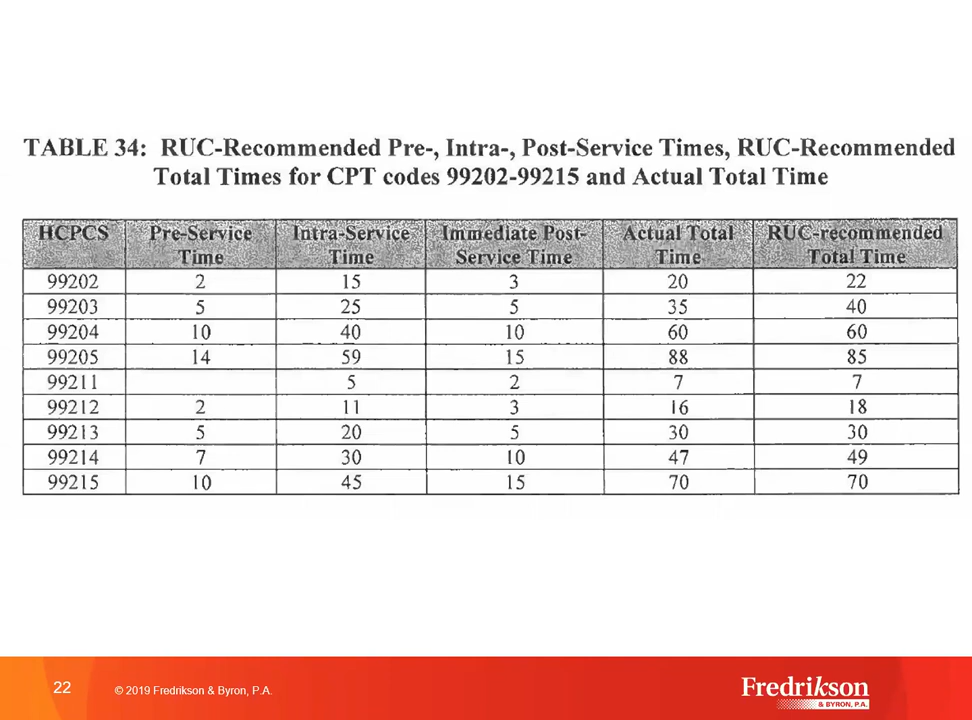 TABLE 34: RUC-Recommended Pre-, Intra-, Post-Service Times, RUC-Recommended
Total Times for CPT codes 99202-99215 and Actual Total Time
HCPCS Pre-Service Time Intra-Service Time Immediate Post-Service Time Actual Total Time RUC-recommended Total Time
99202 2 15 3 20 22
99203 5 25 5 35 40
99204 10 40 10 60 60
99205 14 59 15 88 85
99211 5 2 7 7
99212 2 11 3 16 18
99213 5 20 5 30 30
99214 7 30 10 47 49
99215 10 45 15 70 70
22 © 2019 Fredrikson & Byron, P.A.
Fredrikson
& BYRON, P.A.